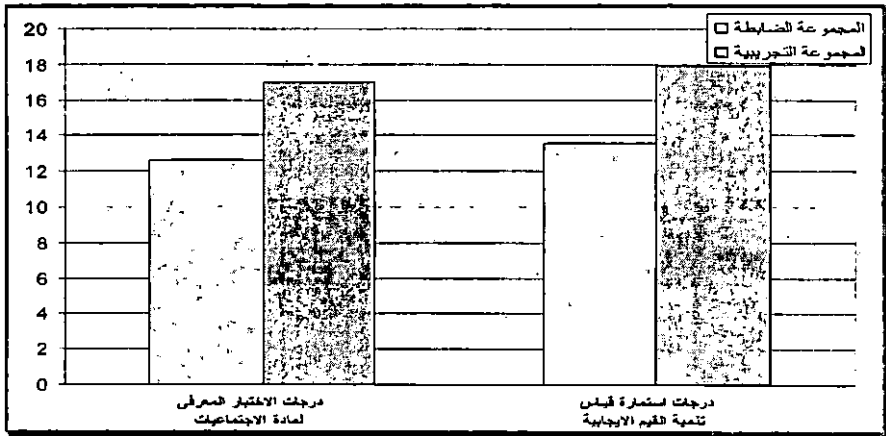 المجموعة الضابطة
المجموعة التجريبية
20
18
16
14
12
10
8
6
4
2
0
درجات الاختبار المعرفى
لمادة الاجتماعيات
درجات استمارة قياس
تنمية القيم الايجابية